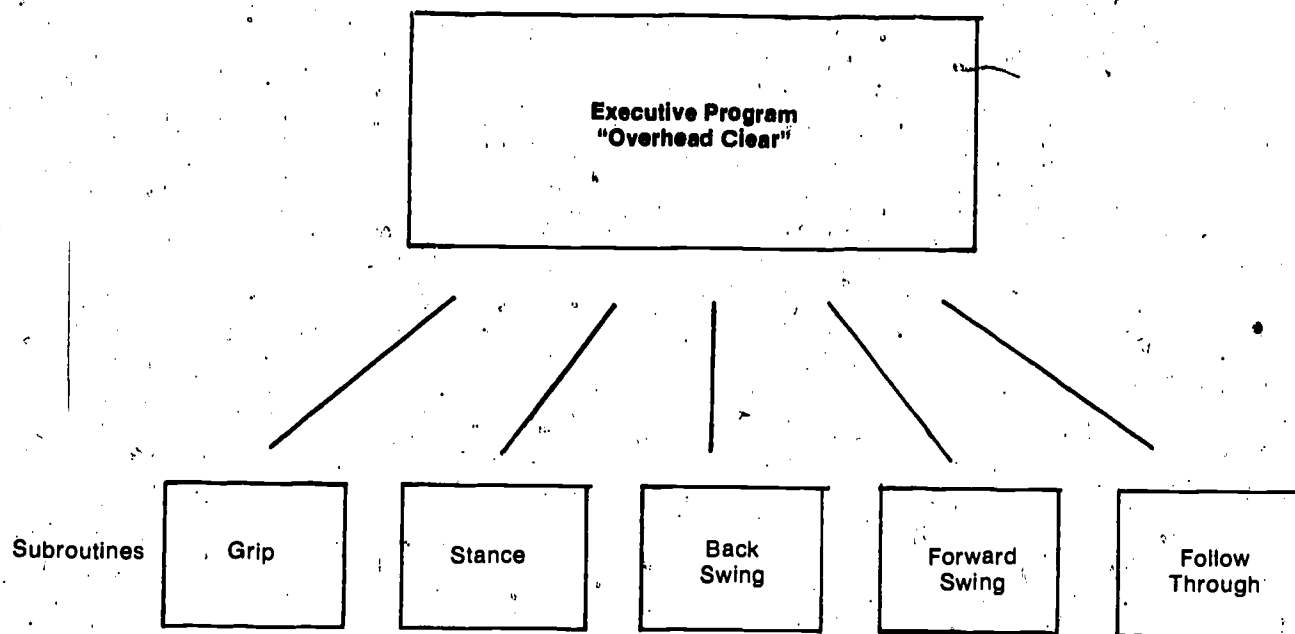 Executive Program
“Overhead Clear”
Subroutines
Grip
Stance
Back
Swing
Forward
Swing
Follow
Through